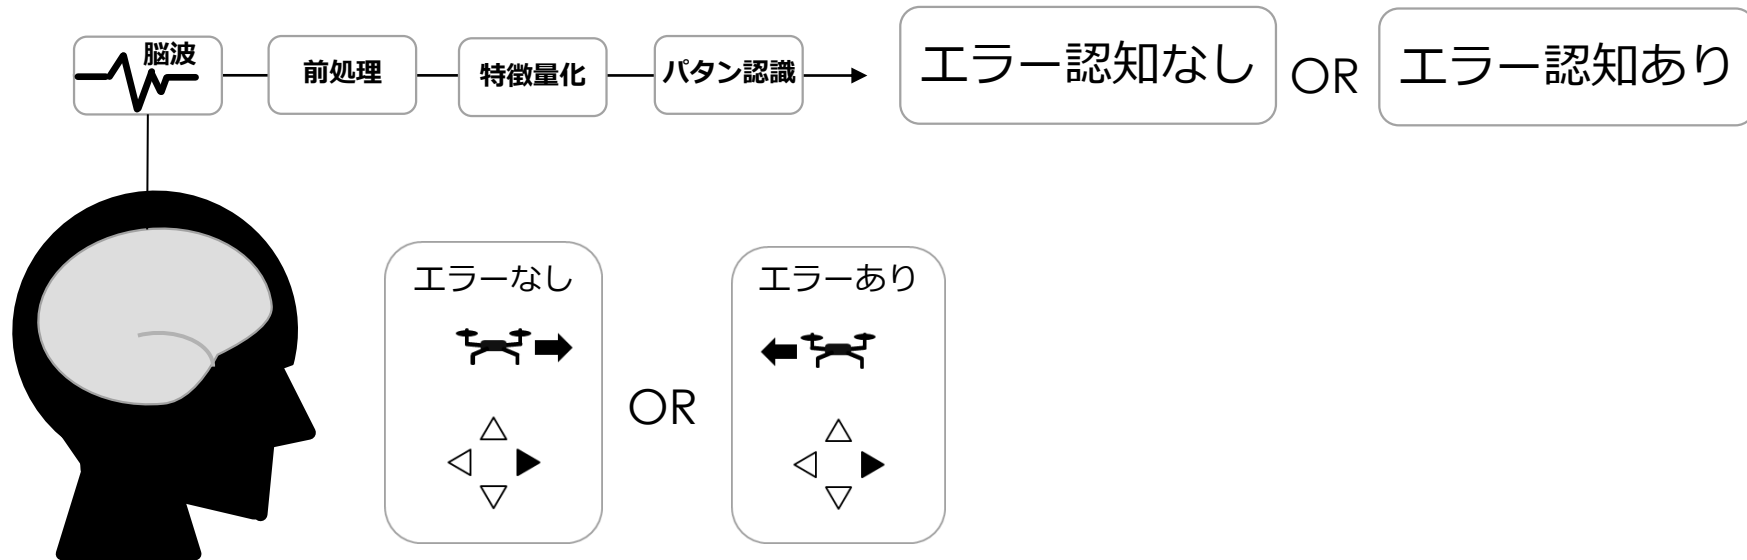 脳波
前処理
特徴量化
パタン認識
エラー認知なし
OR
エラー認知あり
エラーなし
OR
エラーあり